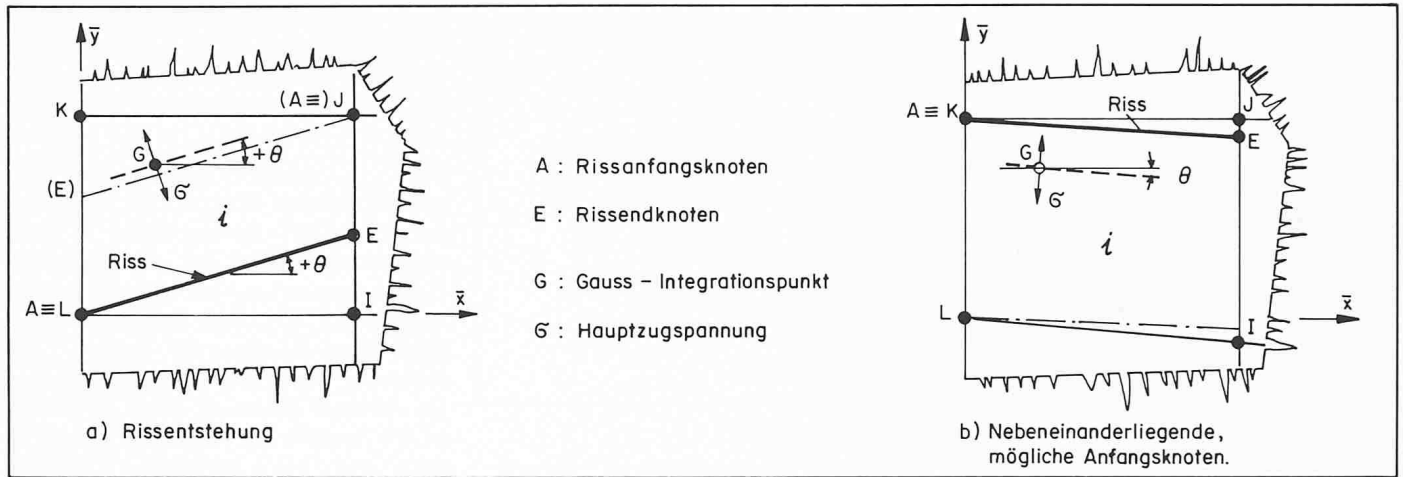 ȳ
K
(A≡) J
G
+θ
(E)
σ
i
E
Riss
+θ
A≡L
I
x̄
a) Rissentstehung
A : Rissanfangsknoten
E : Rissendknoten
G : Gauss - Integrationspunkt
σ : Hauptzugspannung
ȳ
A ≡ K
Riss
J
E
G
θ
σ
i
L
I
x̄
b) Nebeneinanderliegende,
mögliche Anfangsknoten.